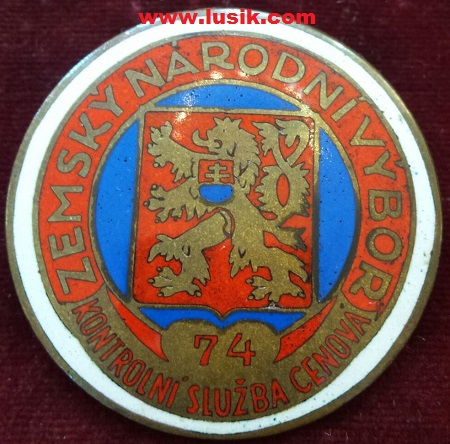 www.lusik.com
ZEMSKÝ NÁRODNÍ VÝBOR
74
KONTROLNÍ SLUŽBA CENOVÁ